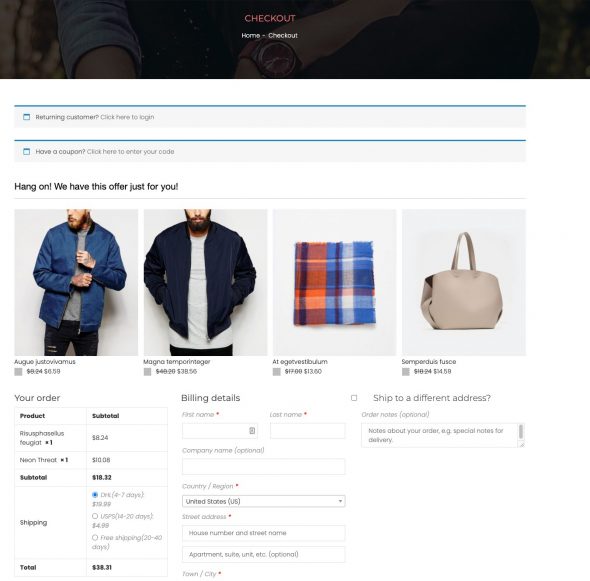 CHECKOUT
Home – Checkout
Returning customer? Click here to login
Have a coupon? Click here to enter your code
Hang on! We have this offer just for you!
Augue justovivamus
$8.24 $6.59
Magna temporinteger
$48.20 $38.56
At egetvestibulum
$17.00 $13.60
Semperduis fusce
$18.24 $14.59
Your order
Product Subtotal
Risusphasellus
feugiat × 1 $8.24
Neon Threat × 1 $10.08
Subtotal $18.32
Shipping
DHL(4-7 days):
$19.99
USPS(14-20 days):
$4.99
Free shipping(20-40
days)
Total $38.31
Billing details
First name * Last name *
Company name (optional)
Country / Region *
United States (US)
Street address *
House number and street name
Apartment, suite, unit, etc. (optional)
Town / City *
Ship to a different address?
Order notes (optional)
Notes about your order, e.g. special notes for
delivery.